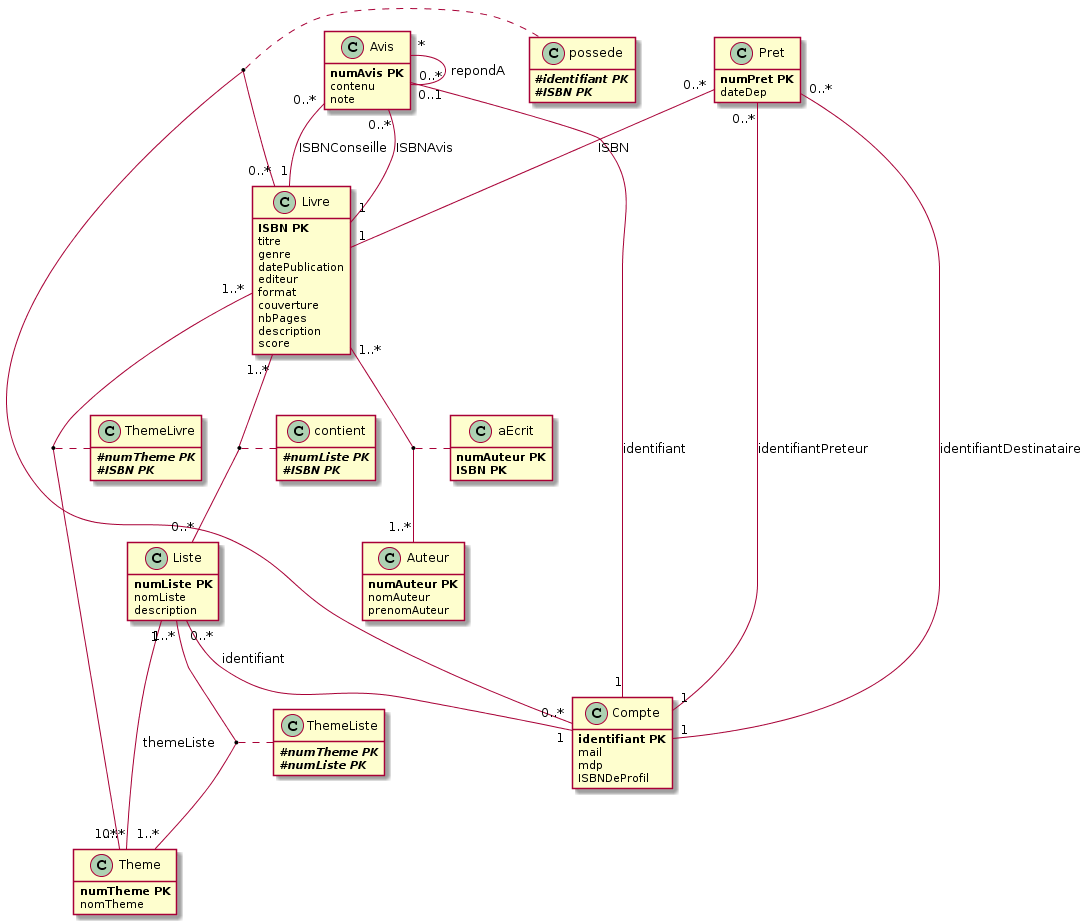 C Avis
numAvis PK
contenu
note
*
0..*
repondA
0..1
C possede
#identifiant PK
#ISBN PK
C Pret
numPret PK
dateDep
0..*
0..*
0..*
0..*
0..*
ISBNConseille
ISBNAvis
ISBN
0..*
1
1
1
C Livre
ISBN PK
titre
genre
datePublication
editeur
format
couverture
nbPages
description
score
1..*
1..*
1..*
C ThemeLivre
#numTheme PK
#ISBN PK
C contient
#numListe PK
#ISBN PK
C aEcrit
numAuteur PK
ISBN PK
identifiant
identifiantPreteur
identifiantDestinataire
0..*
1..*
C Liste
numListe PK
nomListe
description
C Auteur
numAuteur PK
nomAuteur
prenomAuteur
1
1..*
0..*
identifiant
1
1
1
0..*
1
C Compte
identifiant PK
mail
mdp
ISBNDeProfil
themeListe
C ThemeListe
#numTheme PK
#numListe PK
1..*
C Theme
numTheme PK
nomTheme